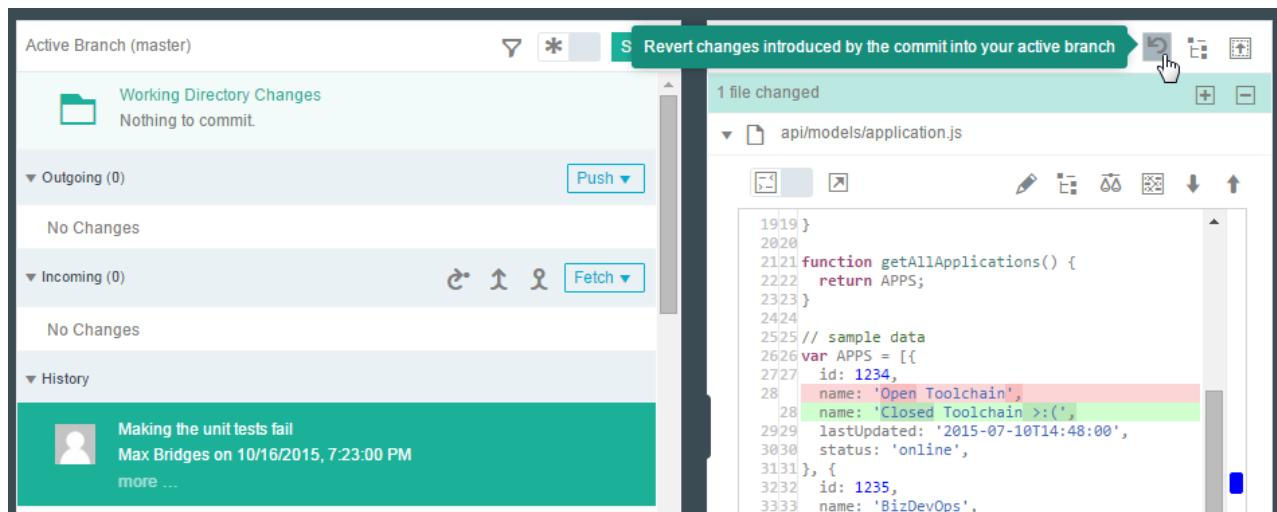 Active Branch (master)
S
Revert changes introduced by the commit into your active branch
Working Directory Changes
Nothing to commit.
Outgoing (0)
Push
No Changes
Incoming (0)
Fetch
No Changes
History
Making the unit tests fail
Max Bridges on 10/16/2015, 7:23:00 PM
more ...
1 file changed
api/models/application.js
19 19 }
20 20
21 21 function getAllApplications() {
22 22 return APPS;
23 23 }
24 24
25 25 // sample data
26 26 var APPS = [{
27 27 id: 1234,
28 name: 'Open Toolchain',
28 name: 'Closed Toolchain >:(',
29 29 lastUpdated: '2015-07-10T14:48:00',
30 30 status: 'online',
31 31 }, {
32 32 id: 1235,
33 33 name: 'BizDevOps',